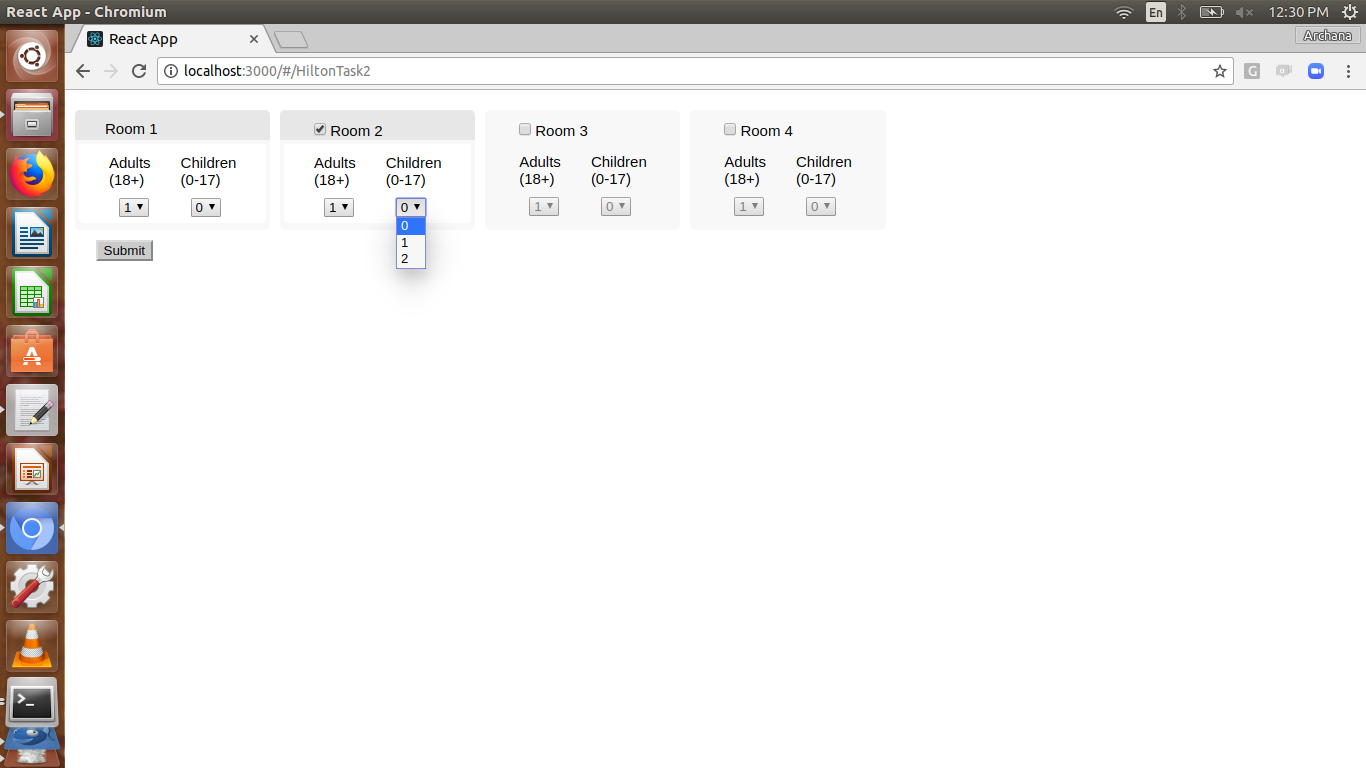 React App - Chromium
En
12:30 PM
React App
Archana
localhost:3000/#/HiltonTask2
G
Room 1
Room 2
Room 3
Room 4
Adults Children Adults Children Adults Children Adults Children
(18+) (0-17) (18+) (0-17) (18+) (0-17) (18+) (0-17)
1 0 1 0 1 0 1 0
0
1
2
Submit